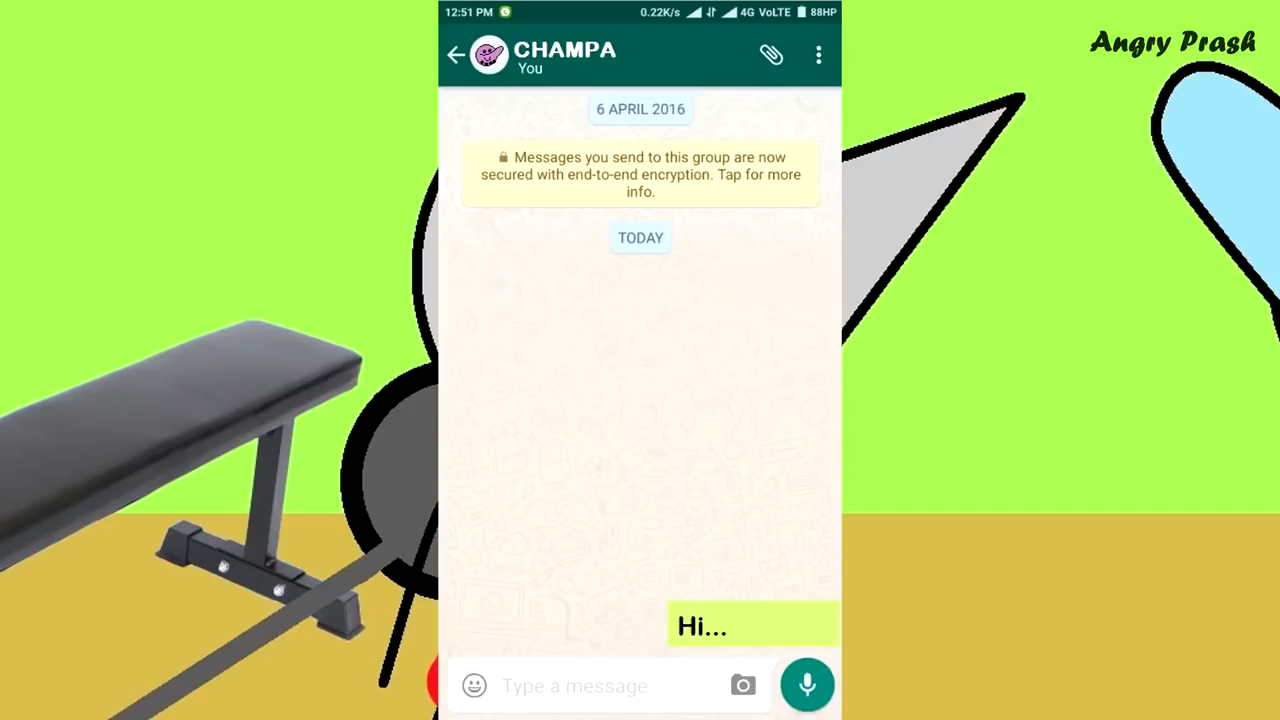 12:51 PM
0.22K/s 4G VoLTE 88HP
Angry Prash
CHAMPA
You
6 APRIL 2016
Messages you send to this group are now
secured with end-to-end encryption. Tap for more
info.
TODAY
Hi...
Type a message